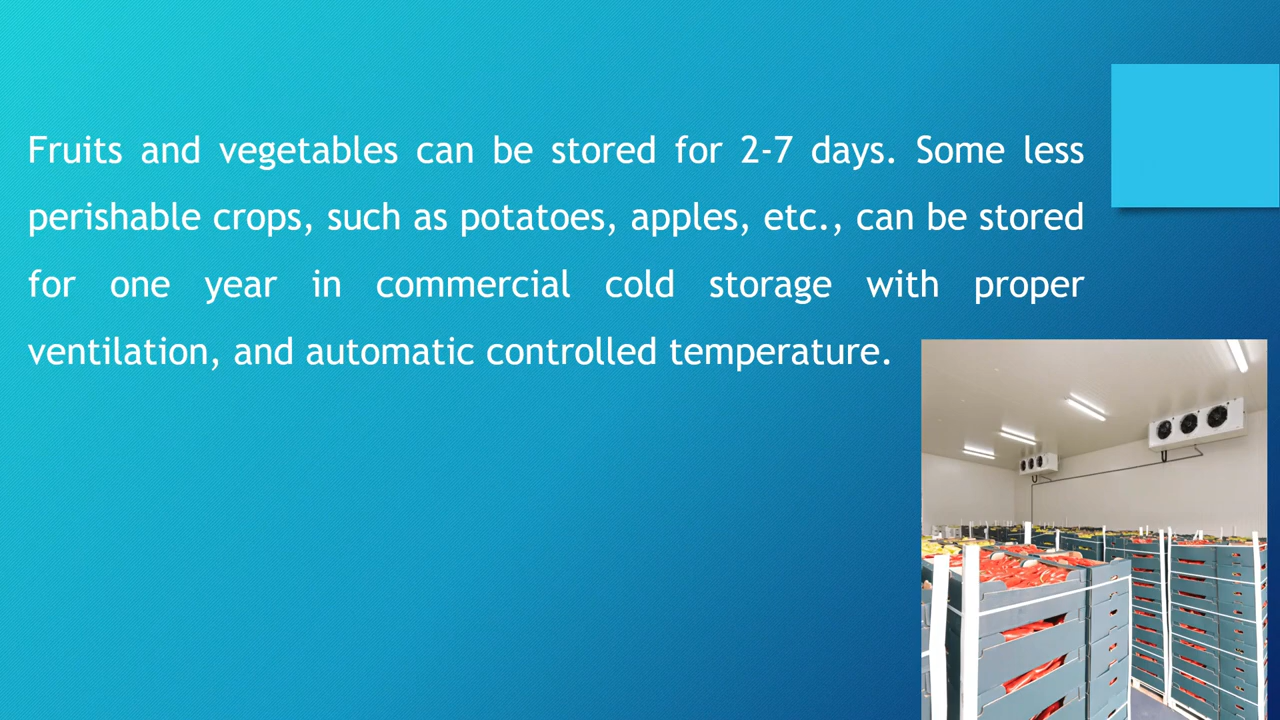 Fruits and vegetables can be stored for 2-7 days. Some less
perishable crops, such as potatoes, apples, etc., can be stored
for one year in commercial cold storage with proper
ventilation, and automatic controlled temperature.